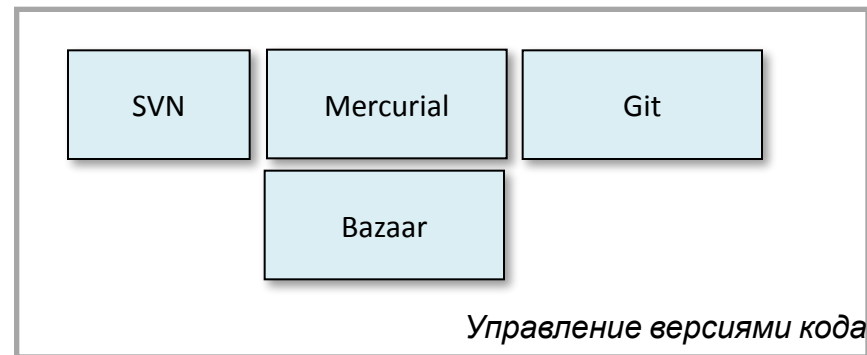 SVN
Mercurial
Git
Bazaar
Управление версиями кода